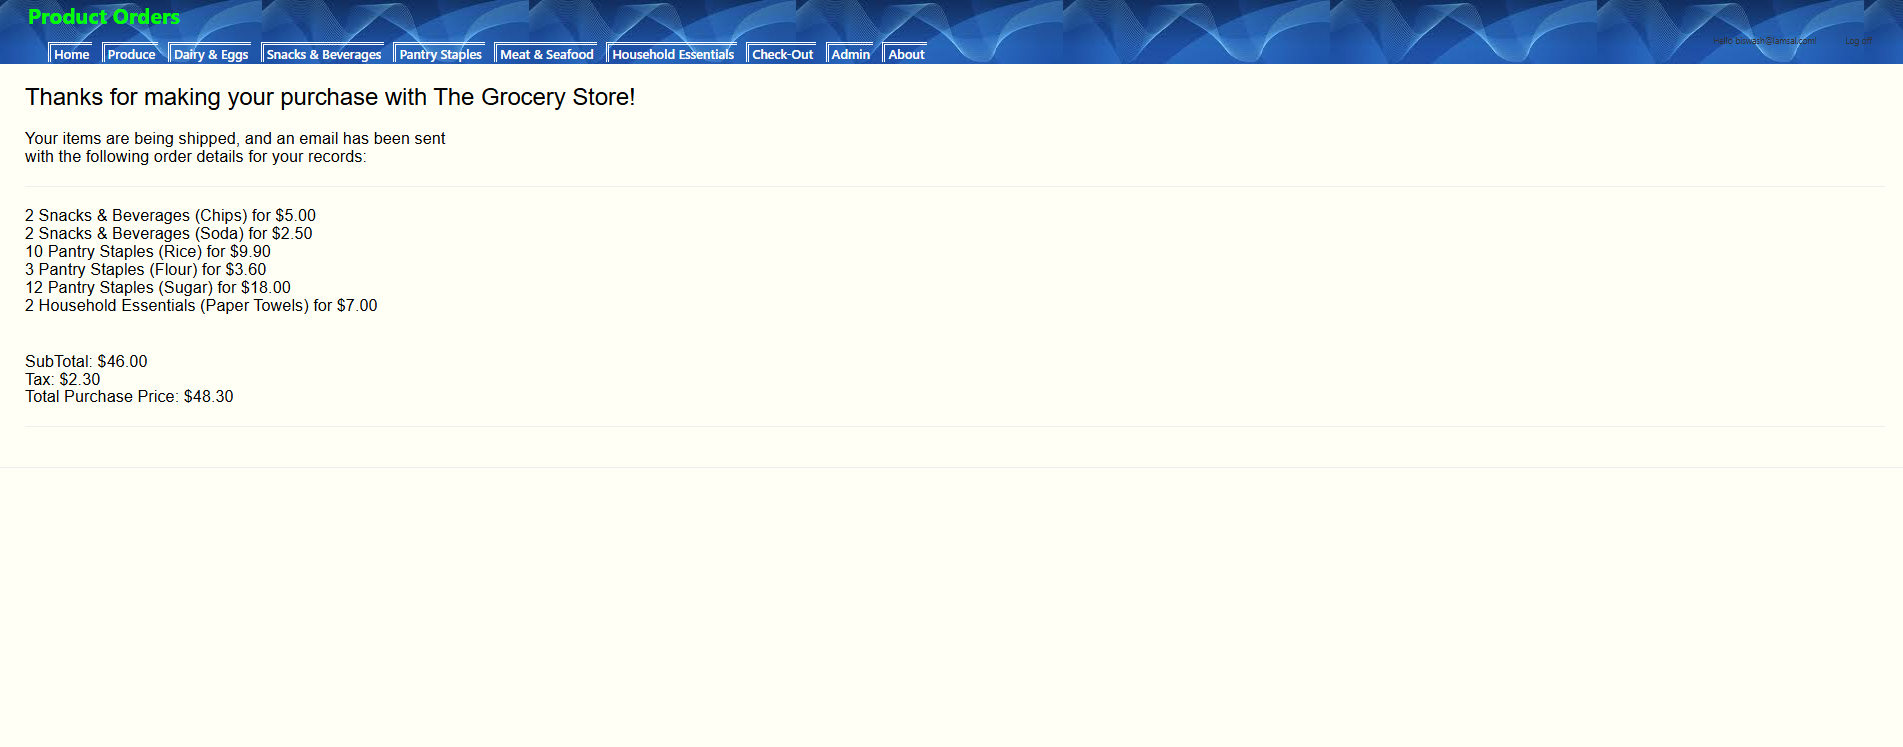 Product Orders
Home Produce Dairy & Eggs Snacks & Beverages Pantry Staples Meat & Seafood Household Essentials Check-Out Admin About
Hello biswash@lamsal.com! Log off
Thanks for making your purchase with The Grocery Store!
Your items are being shipped, and an email has been sent
with the following order details for your records:
2 Snacks & Beverages (Chips) for $5.00
2 Snacks & Beverages (Soda) for $2.50
10 Pantry Staples (Rice) for $9.90
3 Pantry Staples (Flour) for $3.60
12 Pantry Staples (Sugar) for $18.00
2 Household Essentials (Paper Towels) for $7.00
SubTotal: $46.00
Tax: $2.30
Total Purchase Price: $48.30